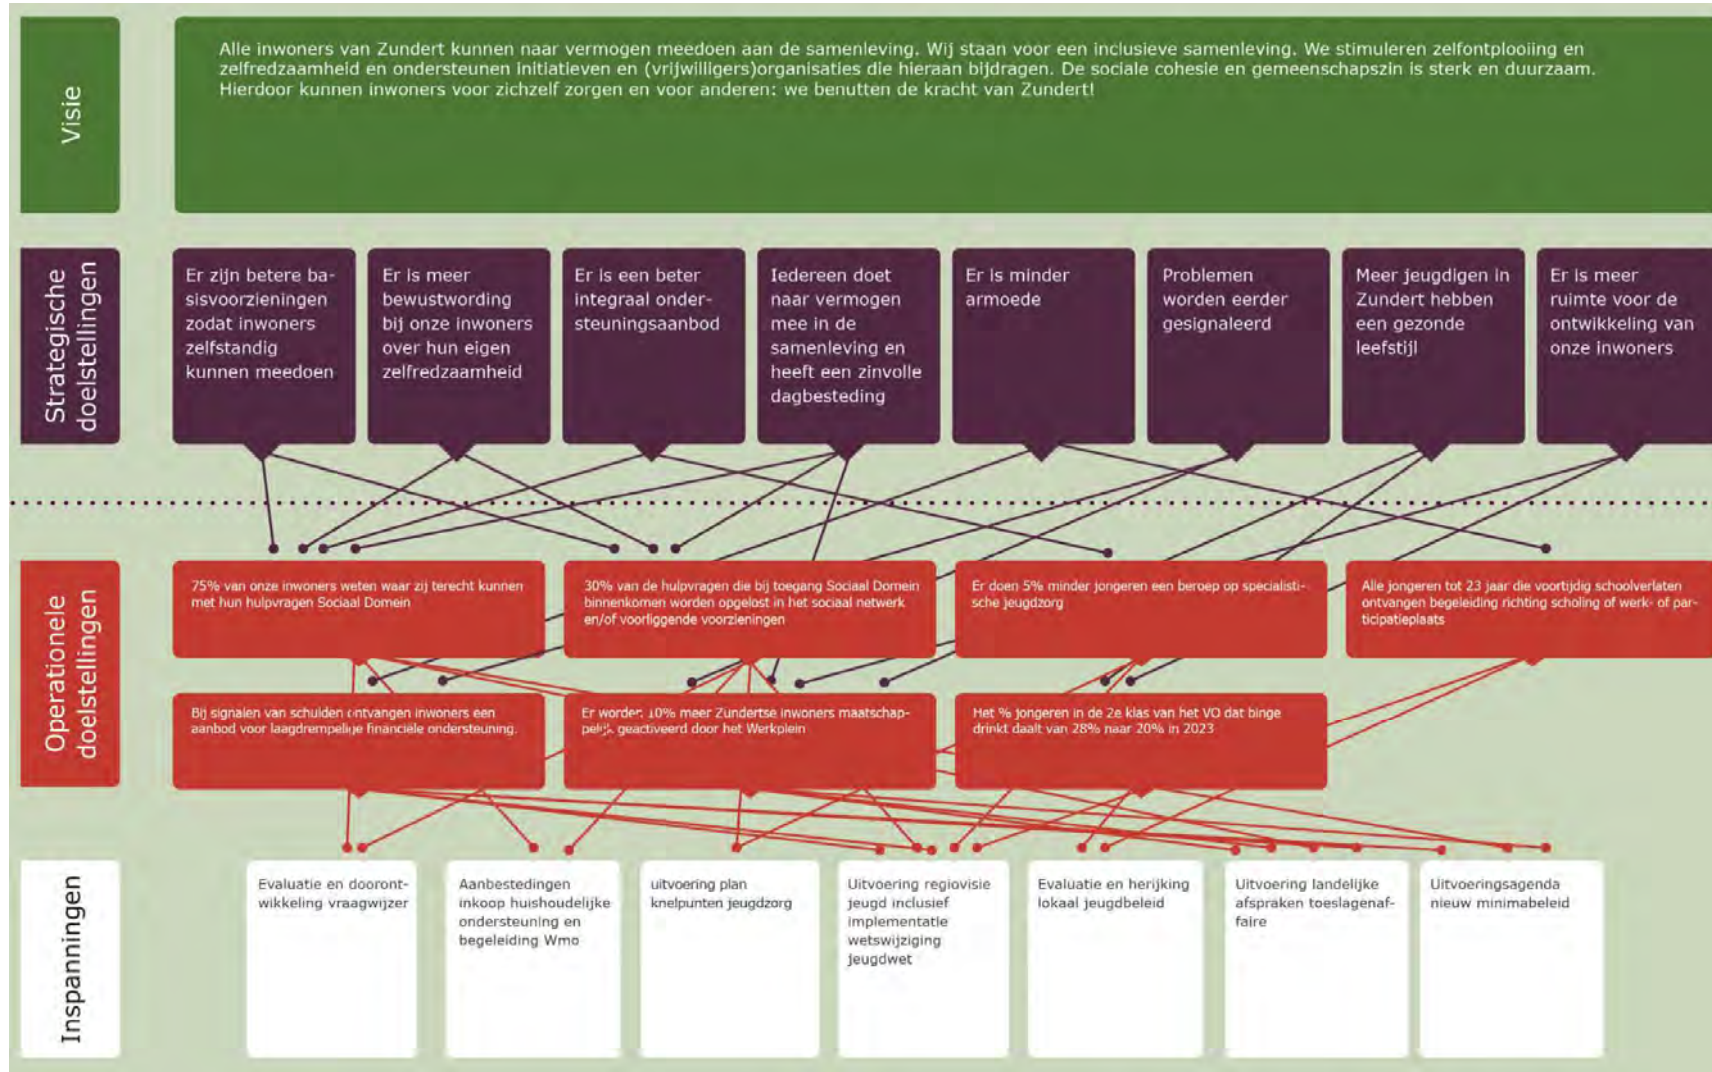 Visie
Alle inwoners van Zundert kunnen naar vermogen meedoen aan de samenleving. Wij staan voor een inclusieve samenleving. We stimuleren zelfontplooiing en
zelfredzaamheid en ondersteunen initiatieven en (vrijwilligers)organisaties die hieraan bijdragen. De sociale cohesie en gemeenschapszin is sterk en duurzaam.
Hierdoor kunnen inwoners voor zichzelf zorgen en voor anderen: we benutten de kracht van Zundert!
Strategische
doelstellingen
Er zijn betere ba-
sisvoorzieningen
zodat inwoners
zelfstandig
kunnen meedoen
Er is meer
bewustwording
bij onze inwoners
over hun eigen
zelfredzaamheid
Er is een beter
integraal onder-
steuningsaanbod
Iedereen doet
naar vermogen
mee in de
samenleving en
heeft een zinvolle
dagbesteding
Er is minder
armoede
Problemen
worden eerder
gesignaleerd
Meer jeugdigen in
Zundert hebben
een gezonde
leefstijl
Er is meer
ruimte voor de
ontwikkeling van
onze inwoners
Operationele
doelstellingen
75% van onze inwoners weten waar zij terecht kunnen
met hun hulpvragen Sociaal Domein
30% van de hulpvragen die bij toegang Sociaal Domein
binnenkomen worden opgelost in het sociaal netwerk
en/of voorliggende voorzieningen
Er doen 5% minder jongeren een beroep op specialisti-
sche jeugdzorg
Alle jongeren tot 23 jaar die voortijdig schoolverlaten
ontvangen begeleiding richting scholing of werk- of par-
ticipatieplaats
Bij signalen van schulden ontvangen inwoners een
aanbod voor laagdrempelige financiële ondersteuning.
Er worden 10% meer Zundertse inwoners maatschap-
pelijk geactiveerd door het Werkplein
Het % jongeren in de 2e klas van het VO dat binge
drinkt daalt van 28% naar 20% in 2023
Inspanningen
Evaluatie en dooront-
wikkeling vraagwijzer
Aanbestedingen
inkoop huishoudelijke
ondersteuning en
begeleiding Wmo
uitvoering plan
knelpunten jeugdzorg
Uitvoering regiovisie
jeugd inclusief
implementatie
wetswijziging
jeugdwet
Evaluatie en herijking
lokaal jeugdbeleid
Uitvoering landelijke
afspraken toeslagenaf-
faire
Uitvoeringsagenda
nieuw minimabeleid